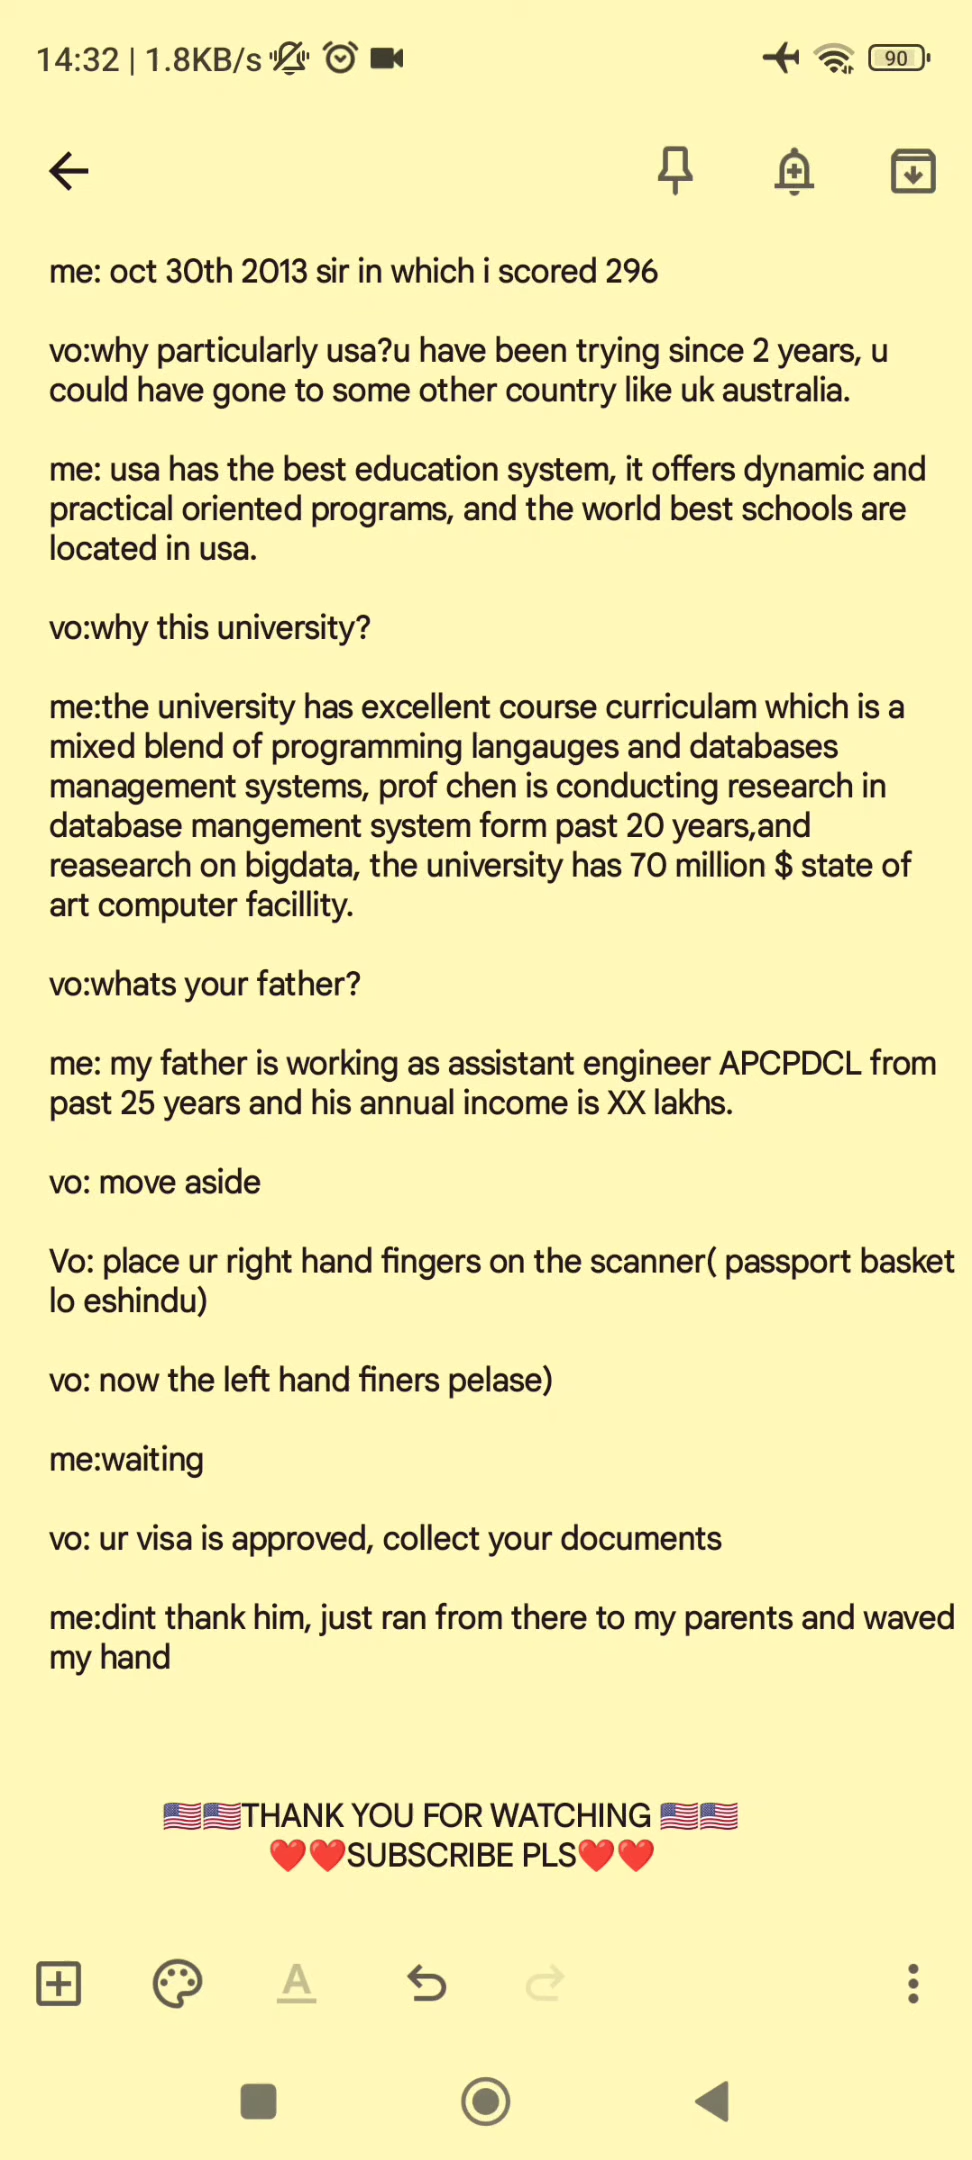 14:32 | 1.8KB/s
90
me: oct 30th 2013 sir in which i scored 296
vo:why particularly usa?u have been trying since 2 years, u
could have gone to some other country like uk australia.
me: usa has the best education system, it offers dynamic and
practical oriented programs, and the world best schools are
located in usa.
vo:why this university?
me:the university has excellent course curriculam which is a
mixed blend of programming langauges and databases
management systems, prof chen is conducting research in
database mangement system form past 20 years,and
reasearch on bigdata, the university has 70 million $ state of
art computer facillity.
vo:whats your father?
me: my father is working as assistant engineer APCPDCL from
past 25 years and his annual income is XX lakhs.
vo: move aside
Vo: place ur right hand fingers on the scanner( passport basket
lo eshindu)
vo: now the left hand finers pelase)
me:waiting
vo: ur visa is approved, collect your documents
me:dint thank him, just ran from there to my parents and waved
my hand
🇺🇸🇺🇸THANK YOU FOR WATCHING 🇺🇸🇺🇸
❤️❤️SUBSCRIBE PLS❤️❤️
A